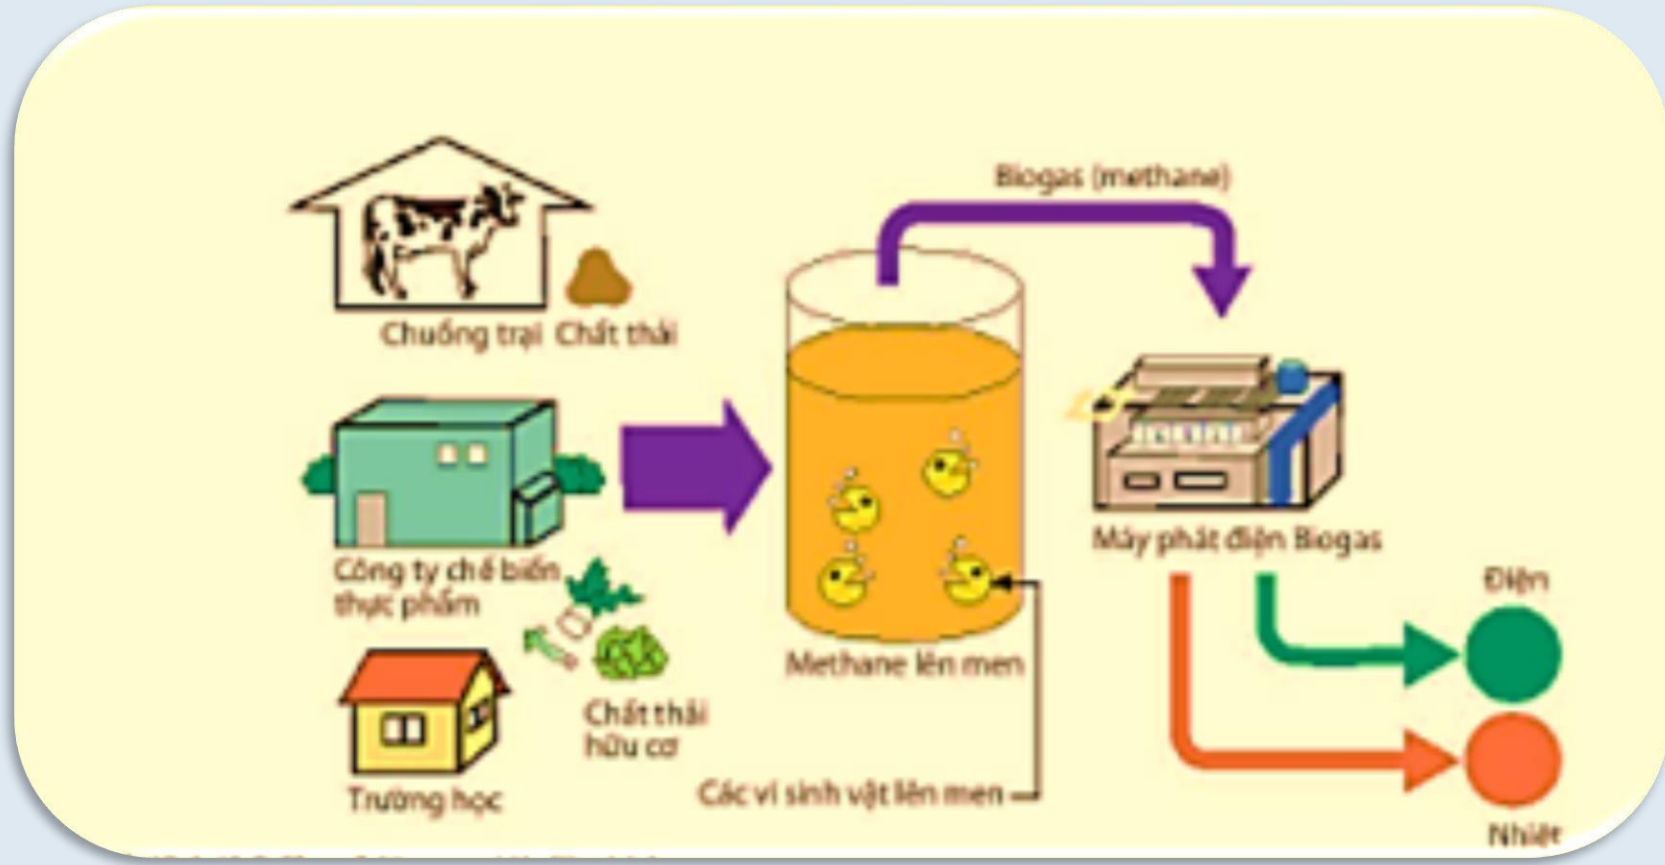 Biogas (methane)
Chuồng trại Chất thải
Công ty chế biến
thực phẩm
Chất thải
hữu cơ
Trường học
Methane lên men
Các vi sinh vật lên men
Máy phát điện Biogas
Điện
Nhiệt